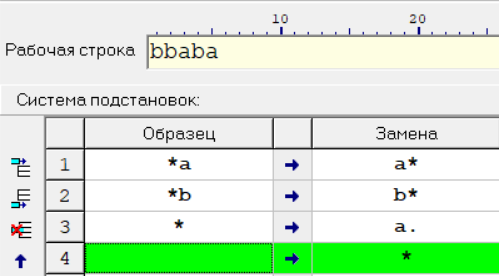 10 20
Рабочая строка bbaba
Система подстановок:
Образец Замена
1 *a → a*
2 *b → b*
3 * → a.
4 → *